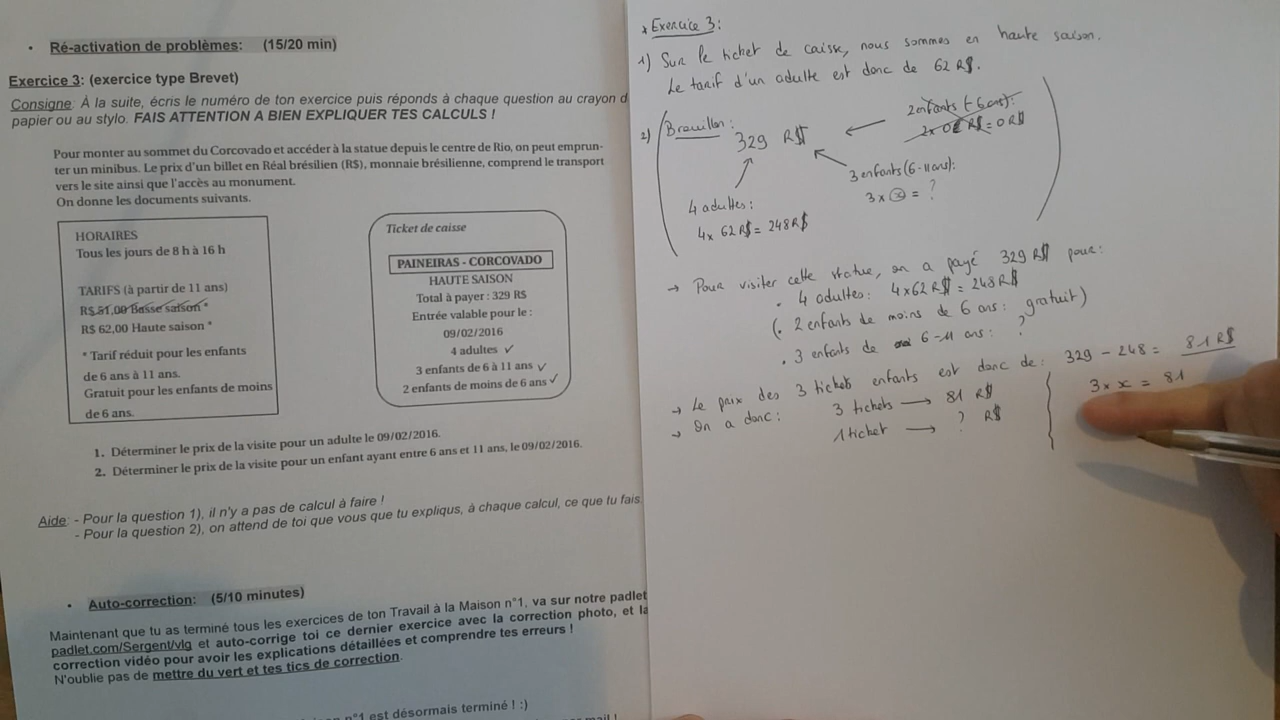 • Ré-activation de problèmes: (15/20 min)
Exercice 3: (exercice type Brevet)
Consigne: À la suite, écris le numéro de ton exercice puis réponds à chaque question au crayon d
papier ou au stylo. FAIS ATTENTION A BIEN EXPLIQUER TES CALCULS !
Pour monter au sommet du Corcovado et accéder à la statue depuis le centre de Rio, on peut emprun-
ter un minibus. Le prix d'un billet en Réal brésilien (R$), monnaie brésilienne, comprend le transport
vers le site ainsi que l'accès au monument.
On donne les documents suivants.
HORAIRES
Tous les jours de 8 h à 16 h
TARIFS (à partir de 11 ans)
R$ 51,00 Basse saison *
R$ 62,00 Haute saison *
* Tarif réduit pour les enfants
de 6 ans à 11 ans.
Gratuit pour les enfants de moins
de 6 ans.
Ticket de caisse
PAINEIRAS - CORCOVADO
HAUTE SAISON
Total à payer : 329 R$
Entrée valable pour le :
09/02/2016
4 adultes ✓
3 enfants de 6 à 11 ans ✓
2 enfants de moins de 6 ans ✓
1. Déterminer le prix de la visite pour un adulte le 09/02/2016.
2. Déterminer le prix de la visite pour un enfant ayant entre 6 ans et 11 ans, le 09/02/2016.
Aide: - Pour la question 1), il n'y a pas de calcul à faire !
- Pour la question 2), on attend de toi que vous que tu expliqus, à chaque calcul, ce que tu fais
• Auto-correction: (5/10 minutes)
Maintenant que tu as terminé tous les exercices de ton Travail à la Maison n°1, va sur notre padlet
padlet.com/Sergent/vlg et auto-corrige toi ce dernier exercice avec la correction photo, et la
correction vidéo pour avoir les explications détaillées et comprendre tes erreurs !
N'oublie pas de mettre du vert et tes tics de correction.
n°1 est désormais terminé ! :)
* Exercice 3:
1) Sur le ticket de caisse, nous sommes en haute saison.
Le tarif d'un adulte est donc de 62 R$.
2) (Brouillon:
329 R$
2 enfants (- 6 ans):
2 x 0 R$ = 0 R$
3 enfants (6-11 ans):
3 x x = ?
4 adultes:
4 x 62 R$ = 248 R$)
→ Pour visiter cette statue, on a payé 329 R$ pour:
• 4 adultes: 4 x 62 R$ = 248 R$
(• 2 enfants de moins de 6 ans: gratuit)
• 3 enfants de 6-11 ans: ?
→ Le prix des 3 tickets enfants est donc de: 329 - 248 = 81 R$
→ On a donc: 3 tickets → 81 R$
1 ticket → ? R$
3 x x = 81